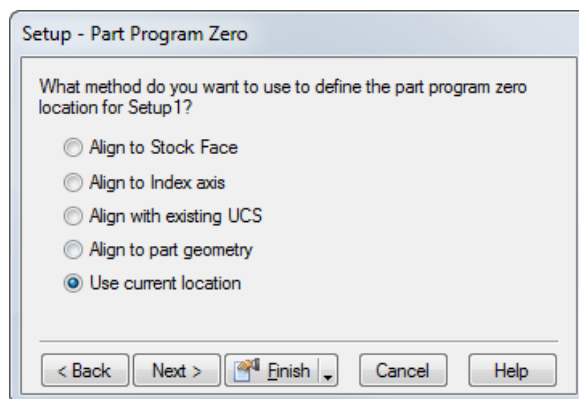 Setup - Part Program Zero
What method do you want to use to define the part program zero
location for Setup1?
Align to Stock Face
Align to Index axis
Align with existing UCS
Align to part geometry
Use current location
< Back Next > Finish Cancel Help